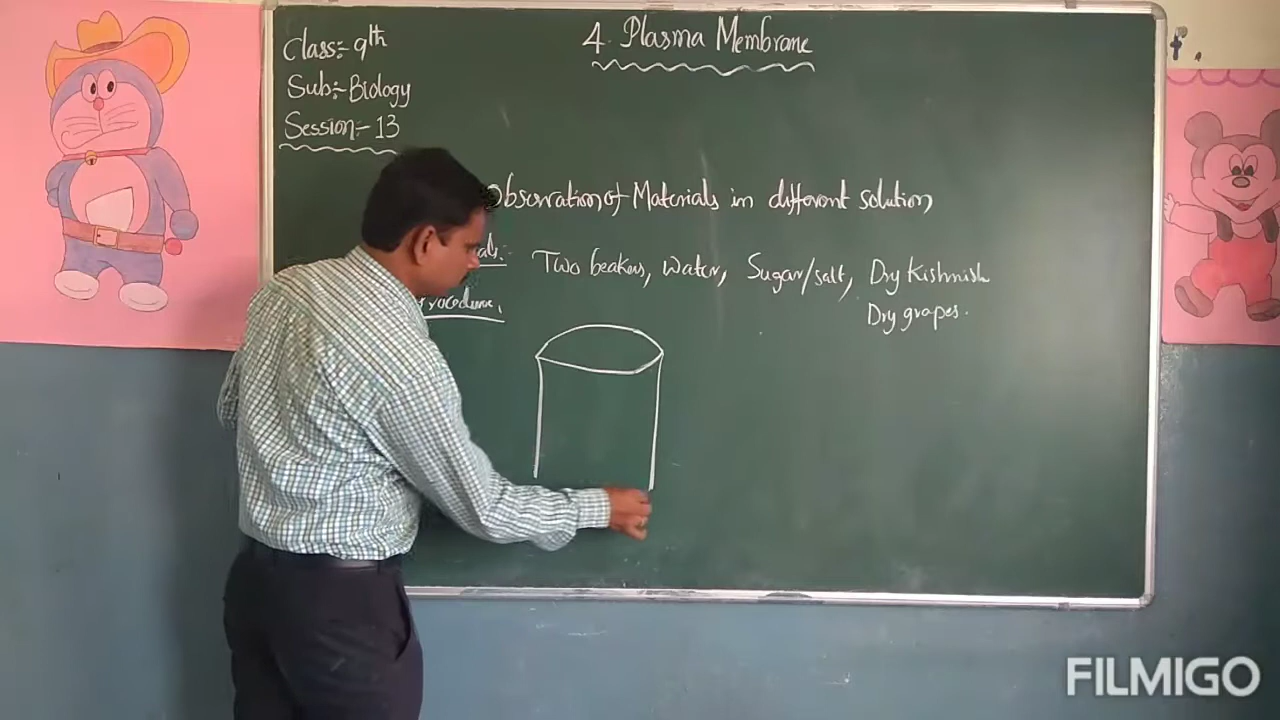 Class:- 9th
Sub:- Biology
Session:- 13
4. Plasma Membrane
Observation of Materials in different solution
Two beakers, Water, Sugar/salt, Dry Kishmish
Dry grapes.
FILMIGO